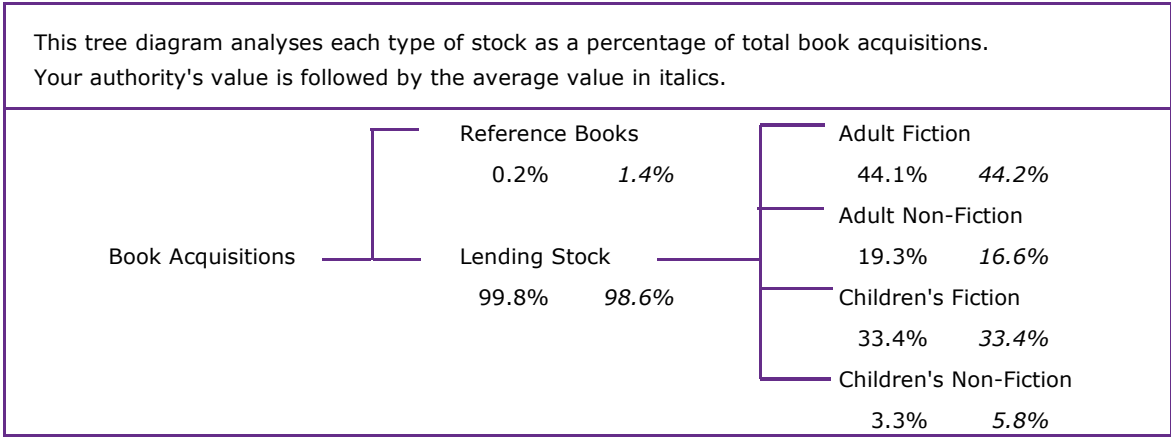 This tree diagram analyses each type of stock as a percentage of total book acquisitions.
Your authority's value is followed by the average value in italics.
Reference Books
0.2% 1.4%
Book Acquisitions
Lending Stock
99.8% 98.6%
Adult Fiction
44.1% 44.2%
Adult Non-Fiction
19.3% 16.6%
Children's Fiction
33.4% 33.4%
Children's Non-Fiction
3.3% 5.8%